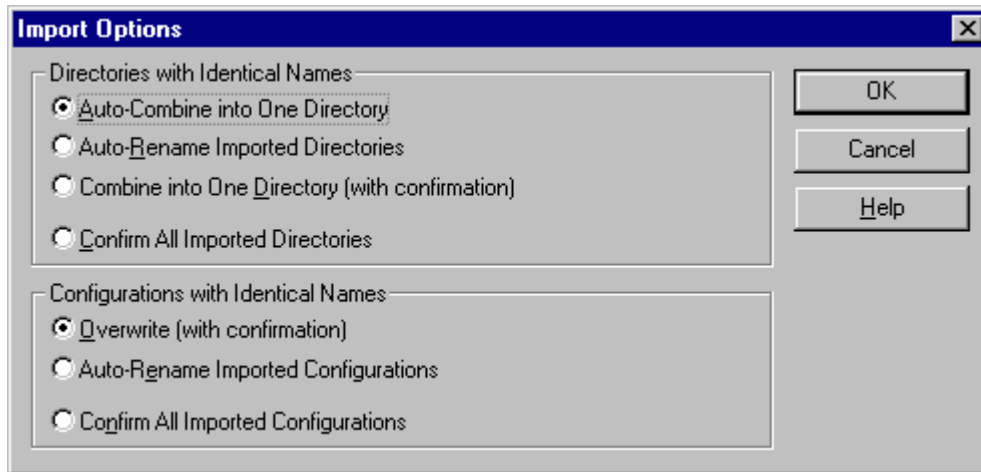 Import Options
Directories with Identical Names
Auto-Combine into One Directory
Auto-Rename Imported Directories
Combine into One Directory (with confirmation)
Confirm All Imported Directories
Configurations with Identical Names
Overwrite (with confirmation)
Auto-Rename Imported Configurations
Confirm All Imported Configurations
OK
Cancel
Help